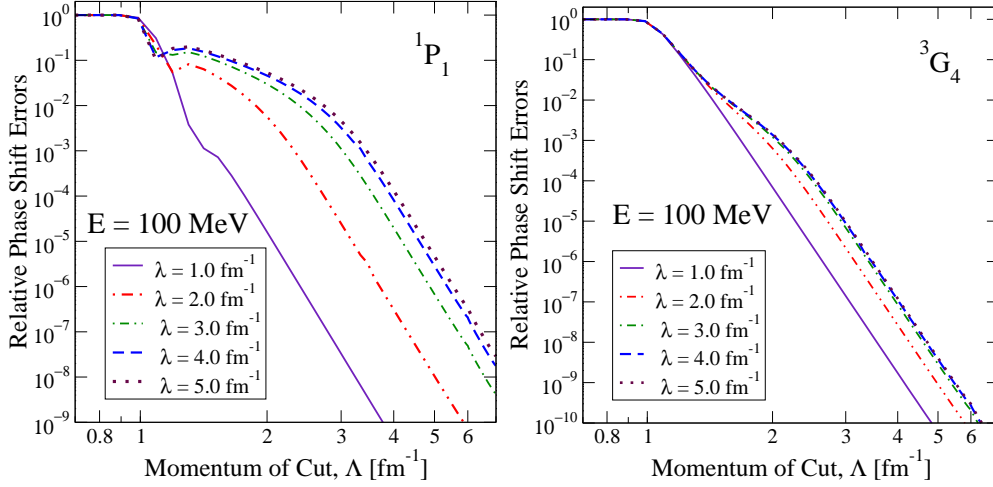 Relative Phase Shift Errors
10^0
10^-1
10^-2
10^-3
10^-4
10^-5
10^-6
10^-7
10^-8
10^-9
^1P_1
E = 100 MeV
λ = 1.0 fm^-1
λ = 2.0 fm^-1
λ = 3.0 fm^-1
λ = 4.0 fm^-1
λ = 5.0 fm^-1
0.8 1 2 3 4 5 6
Momentum of Cut, Λ [fm^-1]
Relative Phase Shift Errors
10^0
10^-1
10^-2
10^-3
10^-4
10^-5
10^-6
10^-7
10^-8
10^-9
10^-10
^3G_4
E = 100 MeV
λ = 1.0 fm^-1
λ = 2.0 fm^-1
λ = 3.0 fm^-1
λ = 4.0 fm^-1
λ = 5.0 fm^-1
0.8 1 2 3 4 5 6
Momentum of Cut, Λ [fm^-1]